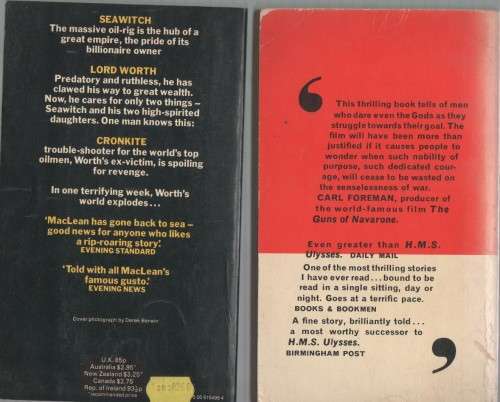 SEAWITCH
The massive oil-rig is the hub of a
great empire, the pride of its
billionaire owner
LORD WORTH
Predatory and ruthless, he has
clawed his way to great wealth.
Now, he cares for only two things –
Seawitch and his two high-spirited
daughters. One man knows this:
CRONKITE
trouble-shooter for the world's top
oilmen, Worth's ex-victim, is spoiling
for revenge.
In one terrifying week, Worth's
world explodes...
'MacLean has gone back to sea –
good news for anyone who likes
a rip-roaring story'.
EVENING STANDARD
'Told with all MacLean's
famous gusto.'
EVENING NEWS
Cover photograph by Derek Berwin
U.K. 85p
Australia $2.95*
New Zealand $3.25*
Canada $2.75
Rep. of Ireland 93½p
*recommended price
This thrilling book tells of men
who dare even the Gods as they
struggle towards their goal. The
film will have been more than
justified if it causes people to
wonder when such nobility of
purpose, such dedicated cour-
age, will cease to be wasted on
the senselessness of war.
CARL FOREMAN, producer of
the world-famous film The
Guns of Navarone.
Even greater than H.M.S.
Ulysses. DAILY MAIL
One of the most thrilling stories
I have ever read... bound to be
read in a single sitting, day or
night. Goes at a terrific pace.
BOOKS & BOOKMEN
A fine story, brilliantly told...
a most worthy successor to
H.M.S. Ulysses.
BIRMINGHAM POST